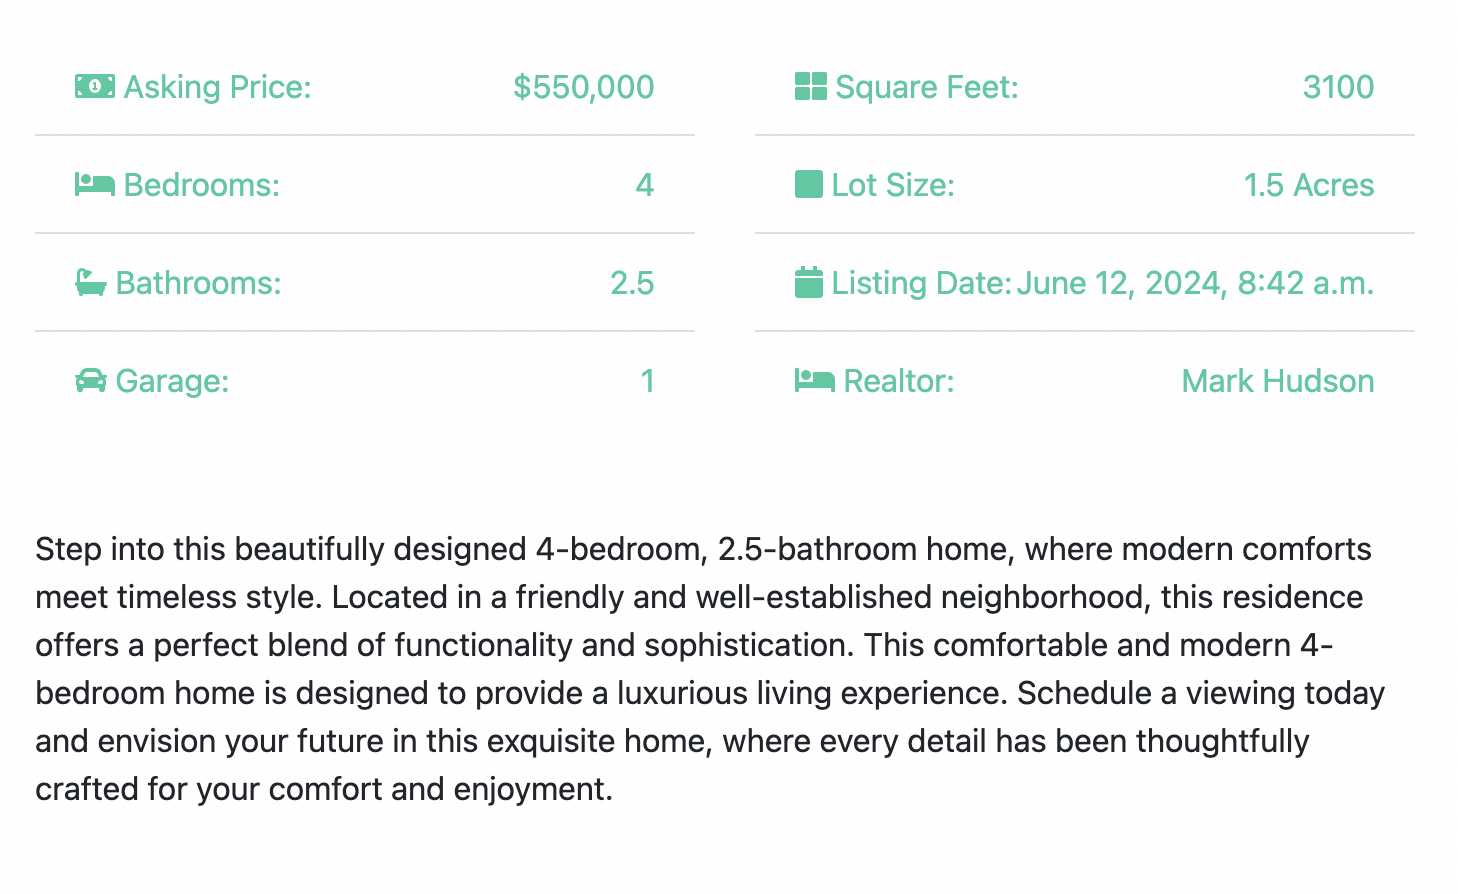 Asking Price: $550,000
Bedrooms: 4
Bathrooms: 2.5
Garage: 1
Square Feet: 3100
Lot Size: 1.5 Acres
Listing Date: June 12, 2024, 8:42 a.m.
Realtor: Mark Hudson
Step into this beautifully designed 4-bedroom, 2.5-bathroom home, where modern comforts
meet timeless style. Located in a friendly and well-established neighborhood, this residence
offers a perfect blend of functionality and sophistication. This comfortable and modern 4-
bedroom home is designed to provide a luxurious living experience. Schedule a viewing today
and envision your future in this exquisite home, where every detail has been thoughtfully
crafted for your comfort and enjoyment.